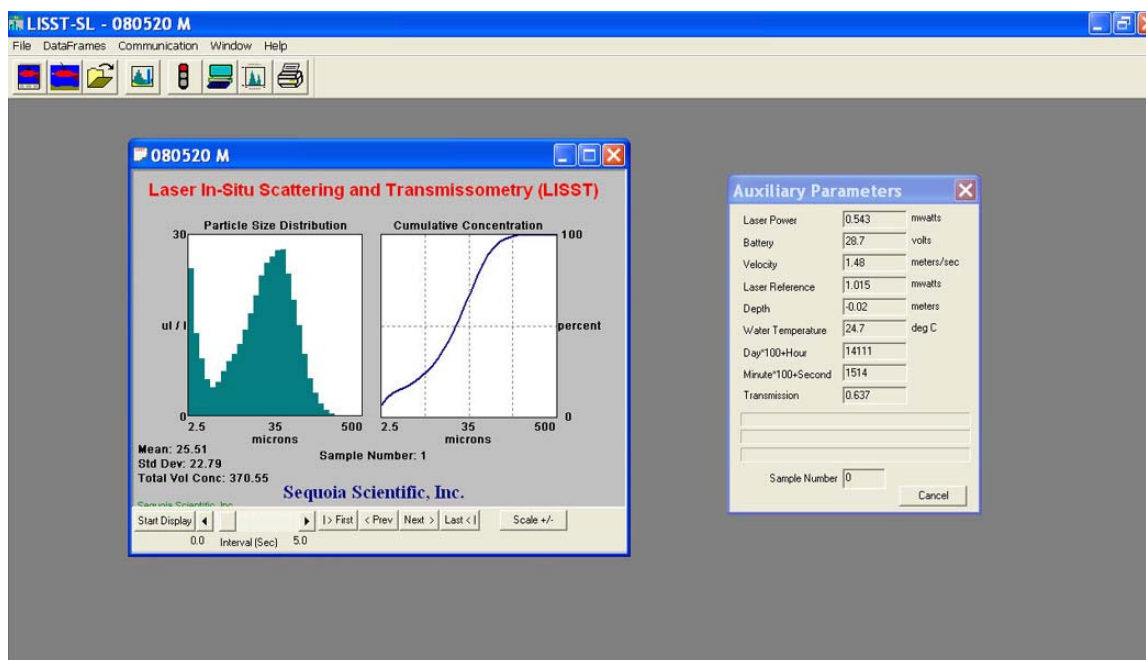 LISST-SL - 080520 M
File DataFrames Communication Window Help
080520 M
Laser In-Situ Scattering and Transmissometry (LISST)
Particle Size Distribution
Cumulative Concentration
30
100
ul / l
percent
0
0
2.5 35 500
2.5 35 500
microns
microns
Mean: 25.51
Std Dev: 22.79
Total Vol Conc: 370.55
Sample Number: 1
Sequoia Scientific, Inc.
Sequoia Scientific, Inc.
Start Display |> First < Prev Next > Last <| Scale +/-
0.0 Interval (Sec) 5.0
Auxiliary Parameters
Laser Power 0.543 mwatts
Battery 28.7 volts
Velocity 1.48 meters/sec
Laser Reference 1.015 mwatts
Depth -0.02 meters
Water Temperature 24.7 deg C
Day*100+Hour 14111
Minute*100+Second 1514
Transmission 0.637
Sample Number 0
Cancel